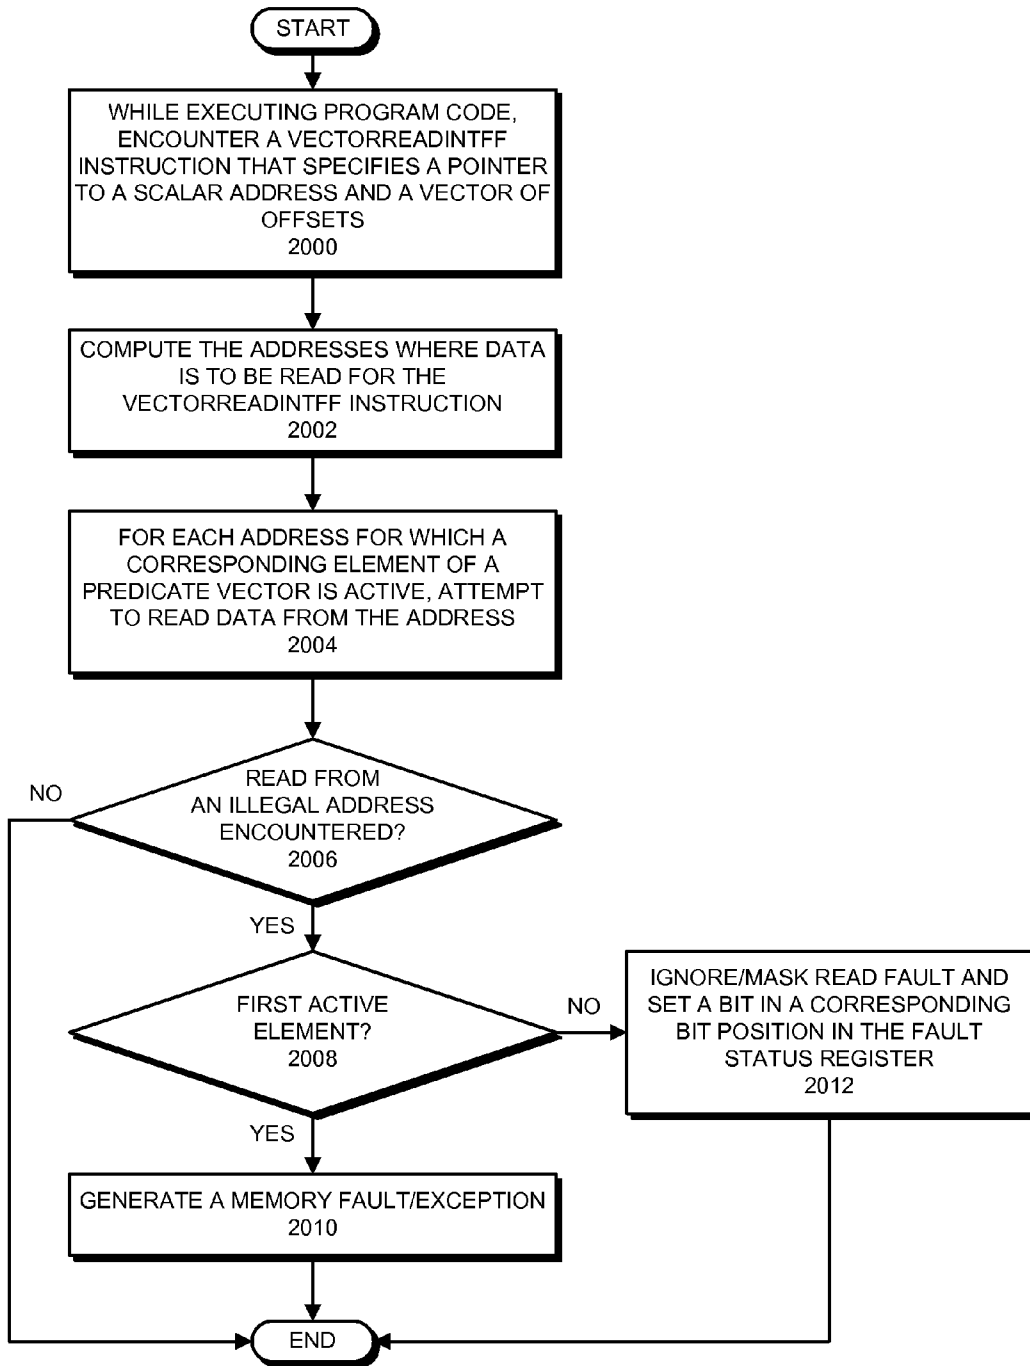 START
WHILE EXECUTING PROGRAM CODE,
ENCOUNTER A VECTORREADINTFF
INSTRUCTION THAT SPECIFIES A POINTER
TO A SCALAR ADDRESS AND A VECTOR OF
OFFSETS
2000
COMPUTE THE ADDRESSES WHERE DATA
IS TO BE READ FOR THE
VECTORREADINTFF INSTRUCTION
2002
FOR EACH ADDRESS FOR WHICH A
CORRESPONDING ELEMENT OF A
PREDICATE VECTOR IS ACTIVE, ATTEMPT
TO READ DATA FROM THE ADDRESS
2004
NO
READ FROM
AN ILLEGAL ADDRESS
ENCOUNTERED?
2006
YES
FIRST ACTIVE
ELEMENT?
2008
NO
IGNORE/MASK READ FAULT AND
SET A BIT IN A CORRESPONDING
BIT POSITION IN THE FAULT
STATUS REGISTER
2012
YES
GENERATE A MEMORY FAULT/EXCEPTION
2010
END